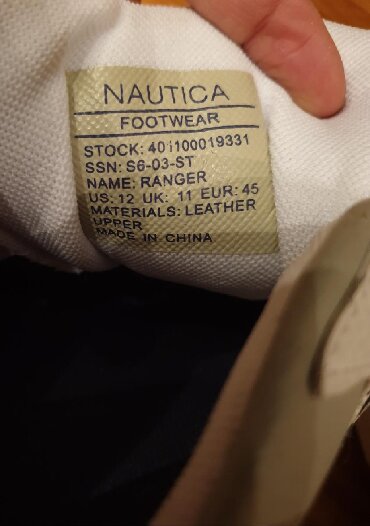 NAUTICA
FOOTWEAR
STOCK: 401100019331
SSN: S6-03-ST
NAME: RANGER
US: 12 UK: 11 EUR: 45
MATERIALS: LEATHER
UPPER
MADE IN CHINA